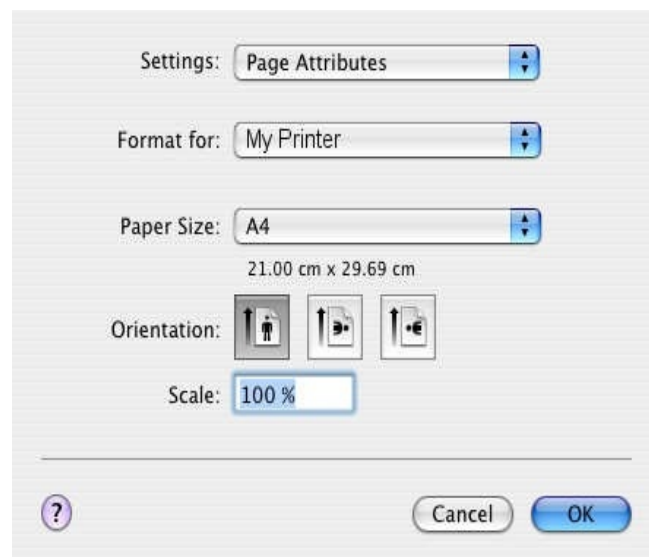 Settings: Page Attributes
Format for: My Printer
Paper Size: A4
21.00 cm x 29.69 cm
Orientation:
Scale: 100 %
? Cancel OK